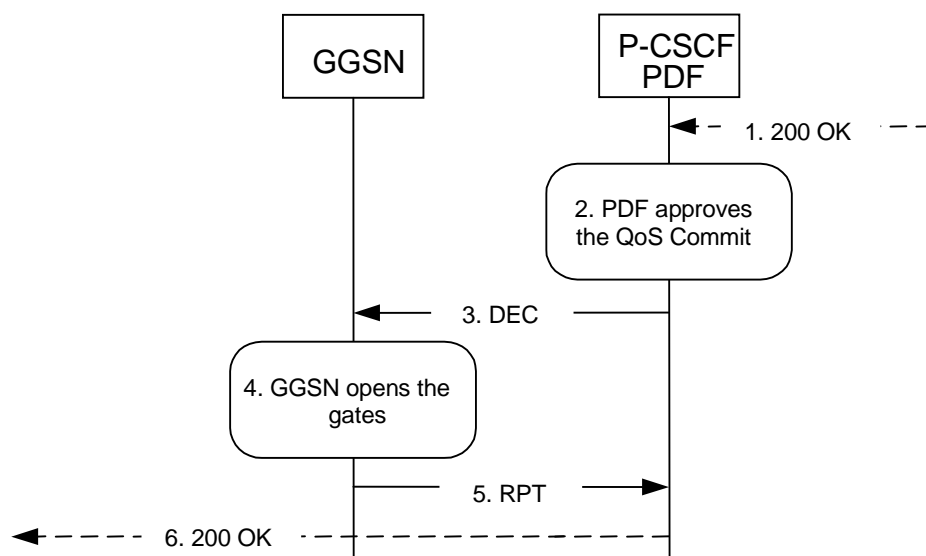 GGSN
P-CSCF
PDF
1. 200 OK
2. PDF approves
the QoS Commit
3. DEC
4. GGSN opens the
gates
5. RPT
6. 200 OK